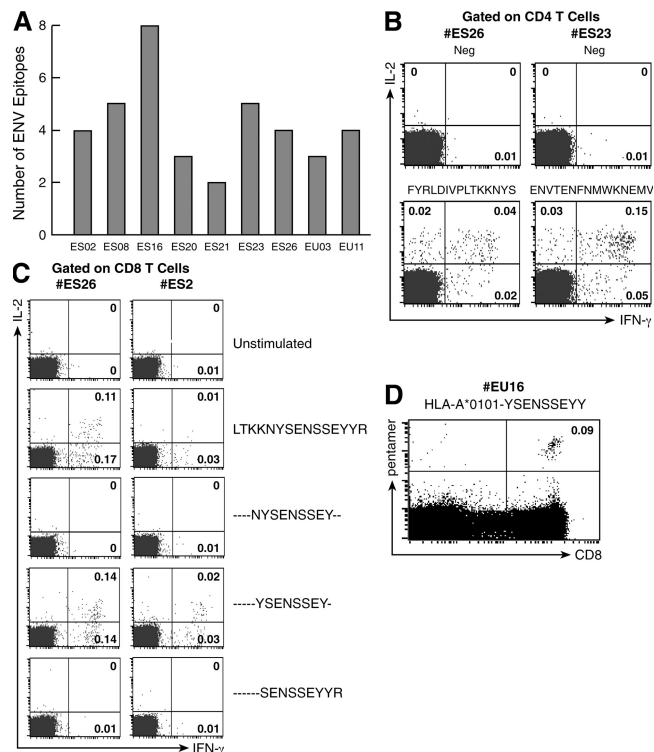 A
Number of ENV Epitopes
8
6
4
2
0
ES02 ES08 ES16 ES20 ES21 ES23 ES26 EU03 EU11
B
Gated on CD4 T Cells
#ES26 #ES23
Neg Neg
IL-2
0 0 0 0
0.01 0.01
FYRLDIVPLTKKNYS ENVTENFNMWKNEMV
0.02 0.04 0.03 0.15
0.02 0.05
IFN-γ
C
Gated on CD8 T Cells
#ES26 #ES2
IL-2
0 0
0 0.01
Unstimulated
0.11 0.01
0.17 0.03
LTKKNYSENSSEYYR
0 0
0 0.01
----NYSENSSEY--
0.14 0.02
0.14 0.03
-----YSENSSEY-
0 0
0.01 0.01
------SENSSEYYR
IFN-γ
D
#EU16
HLA-A*0101-YSENSSEYY
pentamer
0.09
CD8